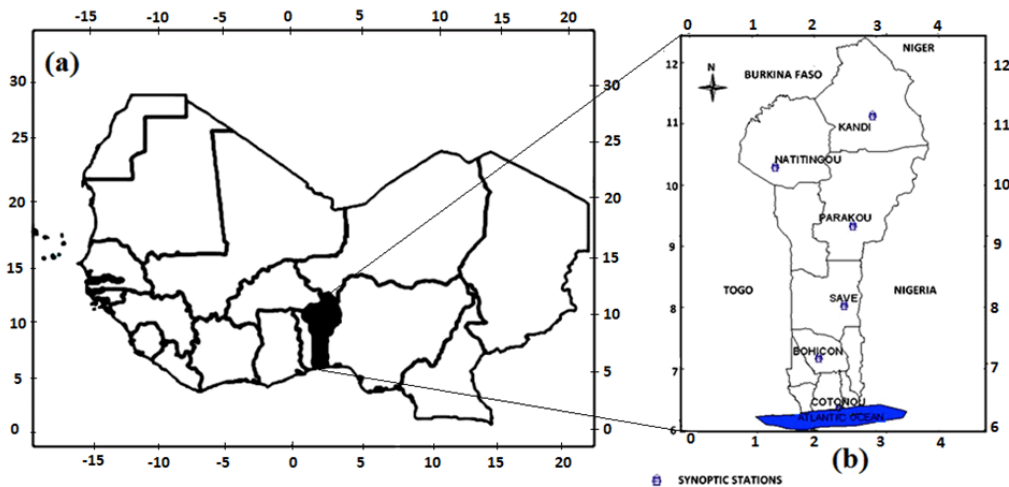 -15 -10 -5 0 5 10 15 20
(a)
30 30
25 25
20 20
15 15
10 10
5 5
0 0
-15 -10 -5 0 5 10 15 20
0 1 2 3 4
NIGER
BURKINA FASO
N
12 12
11 11
KANDI
NATITINGOU
10 10
PARAKOU
9 9
TOGO
SAVE
NIGERIA
8 8
BOHICON
7 7
COTONOU
ATLANTIC OCEAN
6 6
0 1 2 3 4
(b)
SYNOPTIC STATIONS